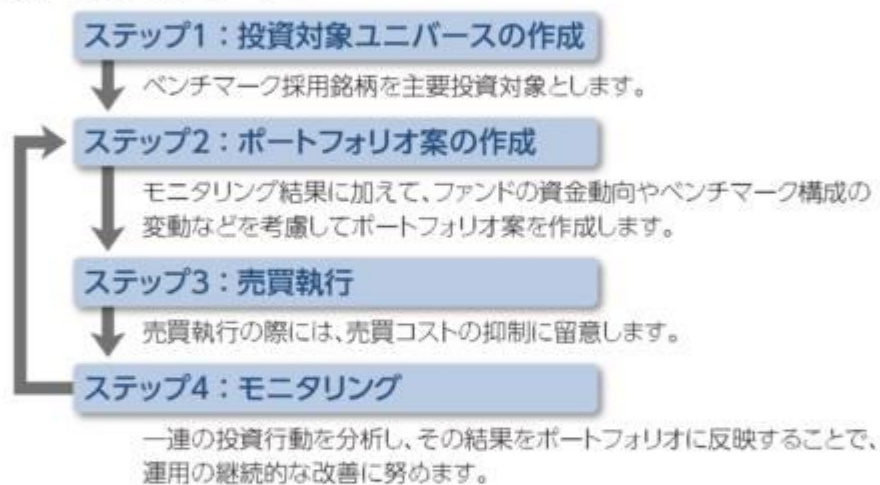 ステップ1：投資対象ユニバースの作成
ベンチマーク採用銘柄を主要投資対象とします。
ステップ2：ポートフォリオ案の作成
モニタリング結果に加えて、ファンドの資金動向やベンチマーク構成の
変動などを考慮してポートフォリオ案を作成します。
ステップ3：売買執行
売買執行の際には、売買コストの抑制に留意します。
ステップ4：モニタリング
一連の投資行動を分析し、その結果をポートフォリオに反映することで、
運用の継続的な改善に努めます。